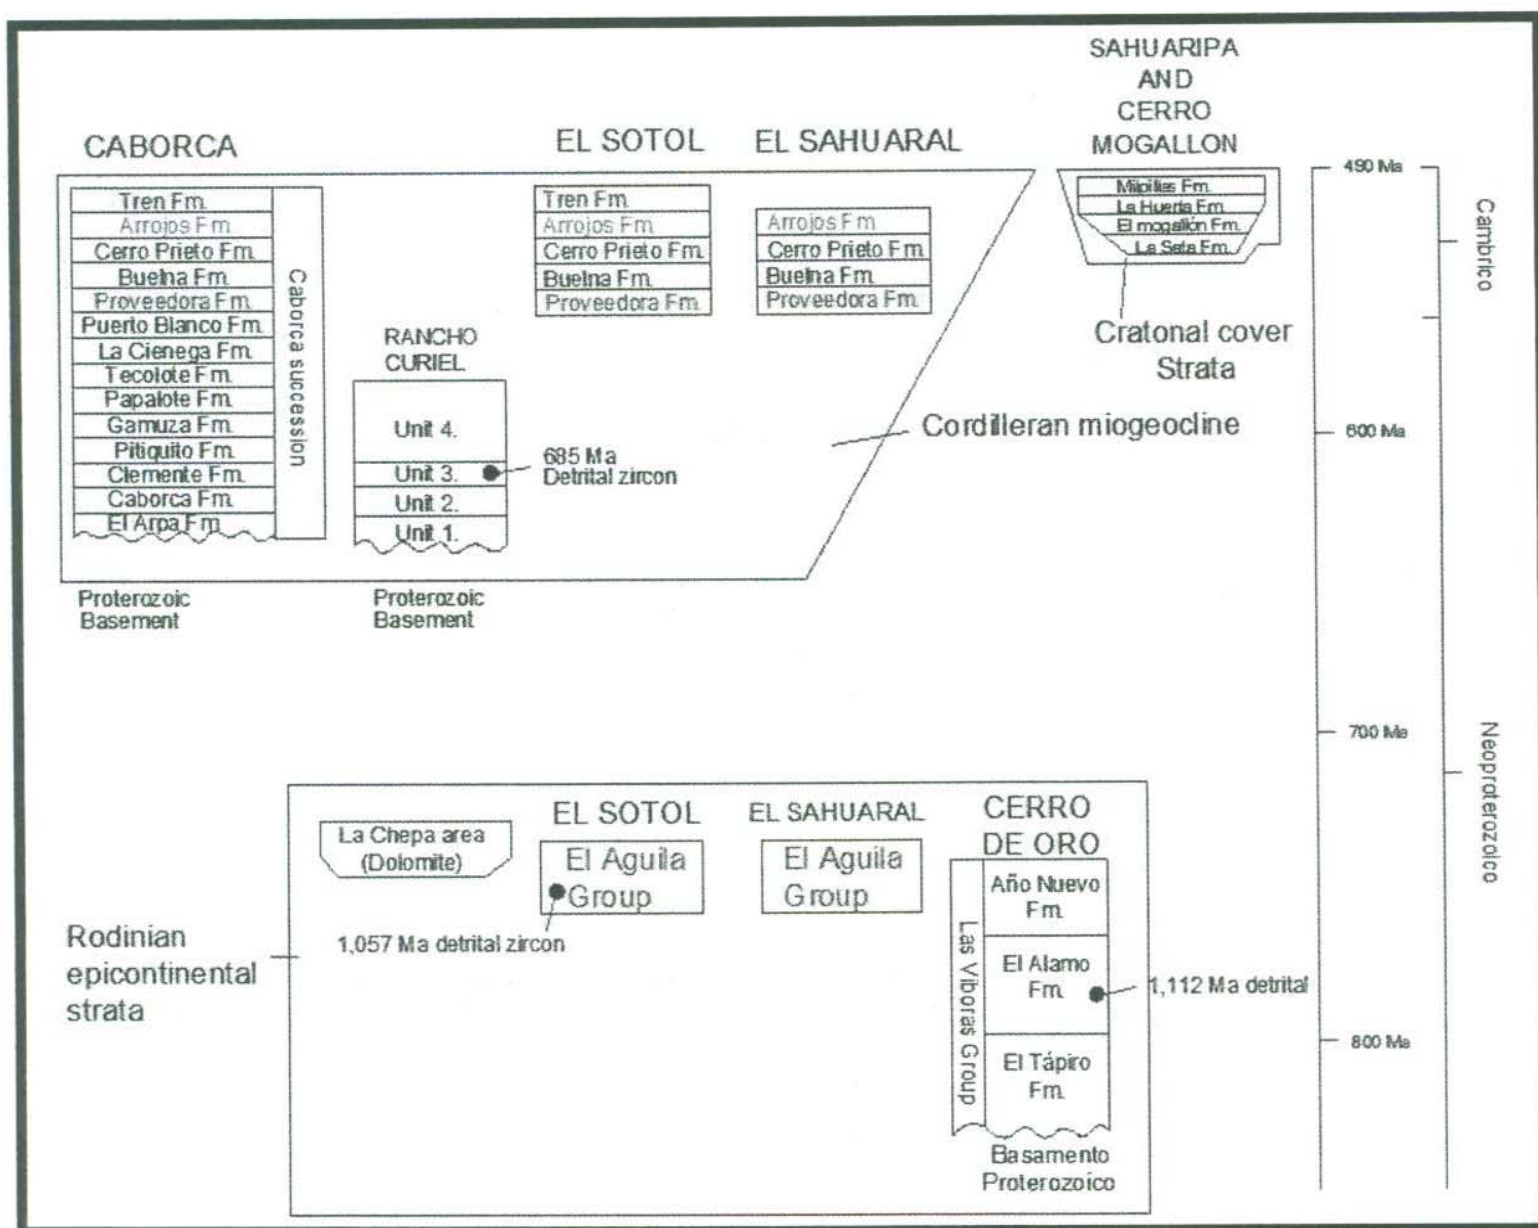 SAHUARIPA
AND
CERRO
MOGALLON
CABORCA
EL SOTOL
EL SAHUARAL
Tren Fm.
Arrojos Fm
Cerro Prieto Fm.
Buelna Fm.
Proveedora Fm.
Puerto Blanco Fm.
La Cienega Fm.
Tecolote Fm.
Papalote Fm.
Gamuza Fm.
Pitiquito Fm.
Clemente Fm.
Caborca Fm.
El Arpa Fm
Caborca succession
Proterozoic
Basement
RANCHO
CURIEL
Unit 4.
Unit 3.
Unit 2.
Unit 1.
Proterozoic
Basement
685 Ma
Detrital zircon
Tren Fm.
Arrojos Fm
Cerro Prieto Fm.
Buelna Fm.
Proveedora Fm.
Arrojos Fm
Cerro Prieto Fm.
Buelna Fm.
Proveedora Fm.
Milpillas Fm.
La Huerta Fm
El mogallón Fm.
La Sata Fm.
Cratonal cover
Strata
Cordilleran miogeocline
490 Ma
600 Ma
700 Ma
800 Ma
Cambrico
Neoproterozoico
Rodinian
epicontinental
strata
La Chepa area
(Dolomite)
EL SOTOL
El Aguila
Group
1,057 Ma detrital zircon
EL SAHUARAL
El Aguila
Group
CERRO
DE ORO
Las Viboras Group
Año Nuevo
Fm.
El Alamo
Fm.
El Tápiro
Fm.
1,112 Ma detrital
Basamento
Proterozoico